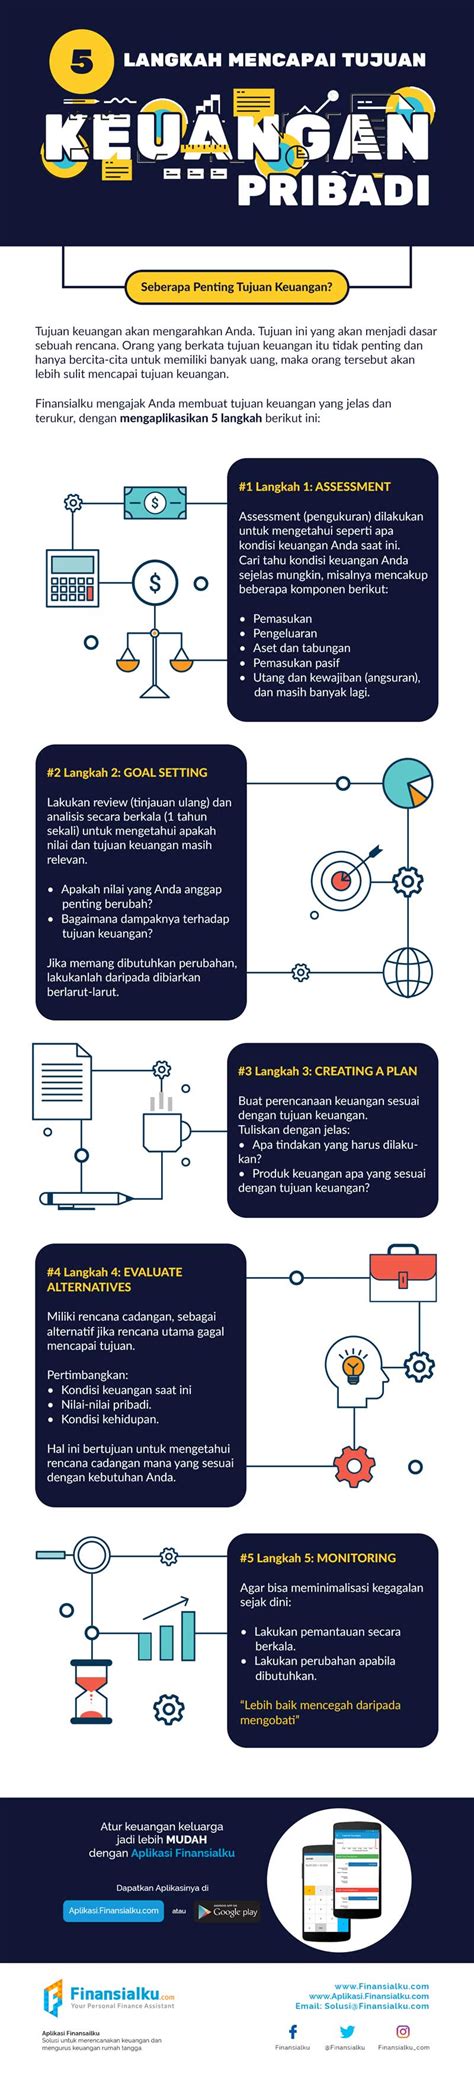 5
LANGKAH MENCAPAI TUJUAN
KEUANGAN
PRIBADI
Seberapa Penting Tujuan Keuangan?
Tujuan keuangan akan mengarahkan Anda. Tujuan ini yang akan menjadi dasar
sebuah rencana. Orang yang berkata tujuan keuangan itu tidak penting dan
hanya bercita-cita untuk memiliki banyak uang, maka orang tersebut akan
lebih sulit mencapai tujuan keuangan.
Finansialku mengajak Anda membuat tujuan keuangan yang jelas dan
terukur, dengan mengaplikasikan 5 langkah berikut ini:
#1 Langkah 1: ASSESSMENT
Assessment (pengukuran) dilakukan
untuk mengetahui seperti apa
kondisi keuangan Anda saat ini.
Cari tahu kondisi keuangan Anda
sejelas mungkin, misalnya mencakup
beberapa komponen berikut:
• Pemasukan
• Pengeluaran
• Aset dan tabungan
• Pemasukan pasif
• Utang dan kewajiban (angsuran),
dan masih banyak lagi.
$
$
#2 Langkah 2: GOAL SETTING
Lakukan review (tinjauan ulang) dan
analisis secara berkala (1 tahun
sekali) untuk mengetahui apakah
nilai dan tujuan keuangan masih
relevan.
• Apakah nilai yang Anda anggap
penting berubah?
• Bagaimana dampaknya terhadap
tujuan keuangan?
Jika memang dibutuhkan perubahan,
lakukanlah daripada dibiarkan
berlarut-larut.
#3 Langkah 3: CREATING A PLAN
Buat perencanaan keuangan sesuai
dengan tujuan keuangan.
Tuliskan dengan jelas:
• Apa tindakan yang harus dilaku-
kan?
• Produk keuangan apa yang sesuai
dengan tujuan keuangan?
#4 Langkah 4: EVALUATE
ALTERNATIVES
Miliki rencana cadangan, sebagai
alternatif jika rencana utama gagal
mencapai tujuan.
Pertimbangkan:
• Kondisi keuangan saat ini
• Nilai-nilai pribadi.
• Kondisi kehidupan.
Hal ini bertujuan untuk mengetahui
rencana cadangan mana yang sesuai
dengan kebutuhan Anda.
#5 Langkah 5: MONITORING
Agar bisa meminimalisasi kegagalan
sejak dini:
• Lakukan pemantauan secara
berkala.
• Lakukan perubahan apabila
dibutuhkan.
“Lebih baik mencegah daripada
mengobati”
Atur keuangan keluarga
jadi lebih MUDAH
dengan Aplikasi Finansialku
Dapatkan Aplikasinya di
Aplikasi.Finansialku.com atau Google play
Finansialku.com
Your Personal Finance Assistant
Aplikasi Finansialku
Solusi untuk merencanakan keuangan dan
mengurus keuangan rumah tangga.
www.Finansialku.com
www.Aplikasi.Finansialku.com
Email: Solusi@Finansialku.com
Finansialku @Finansialku Finansialku_com